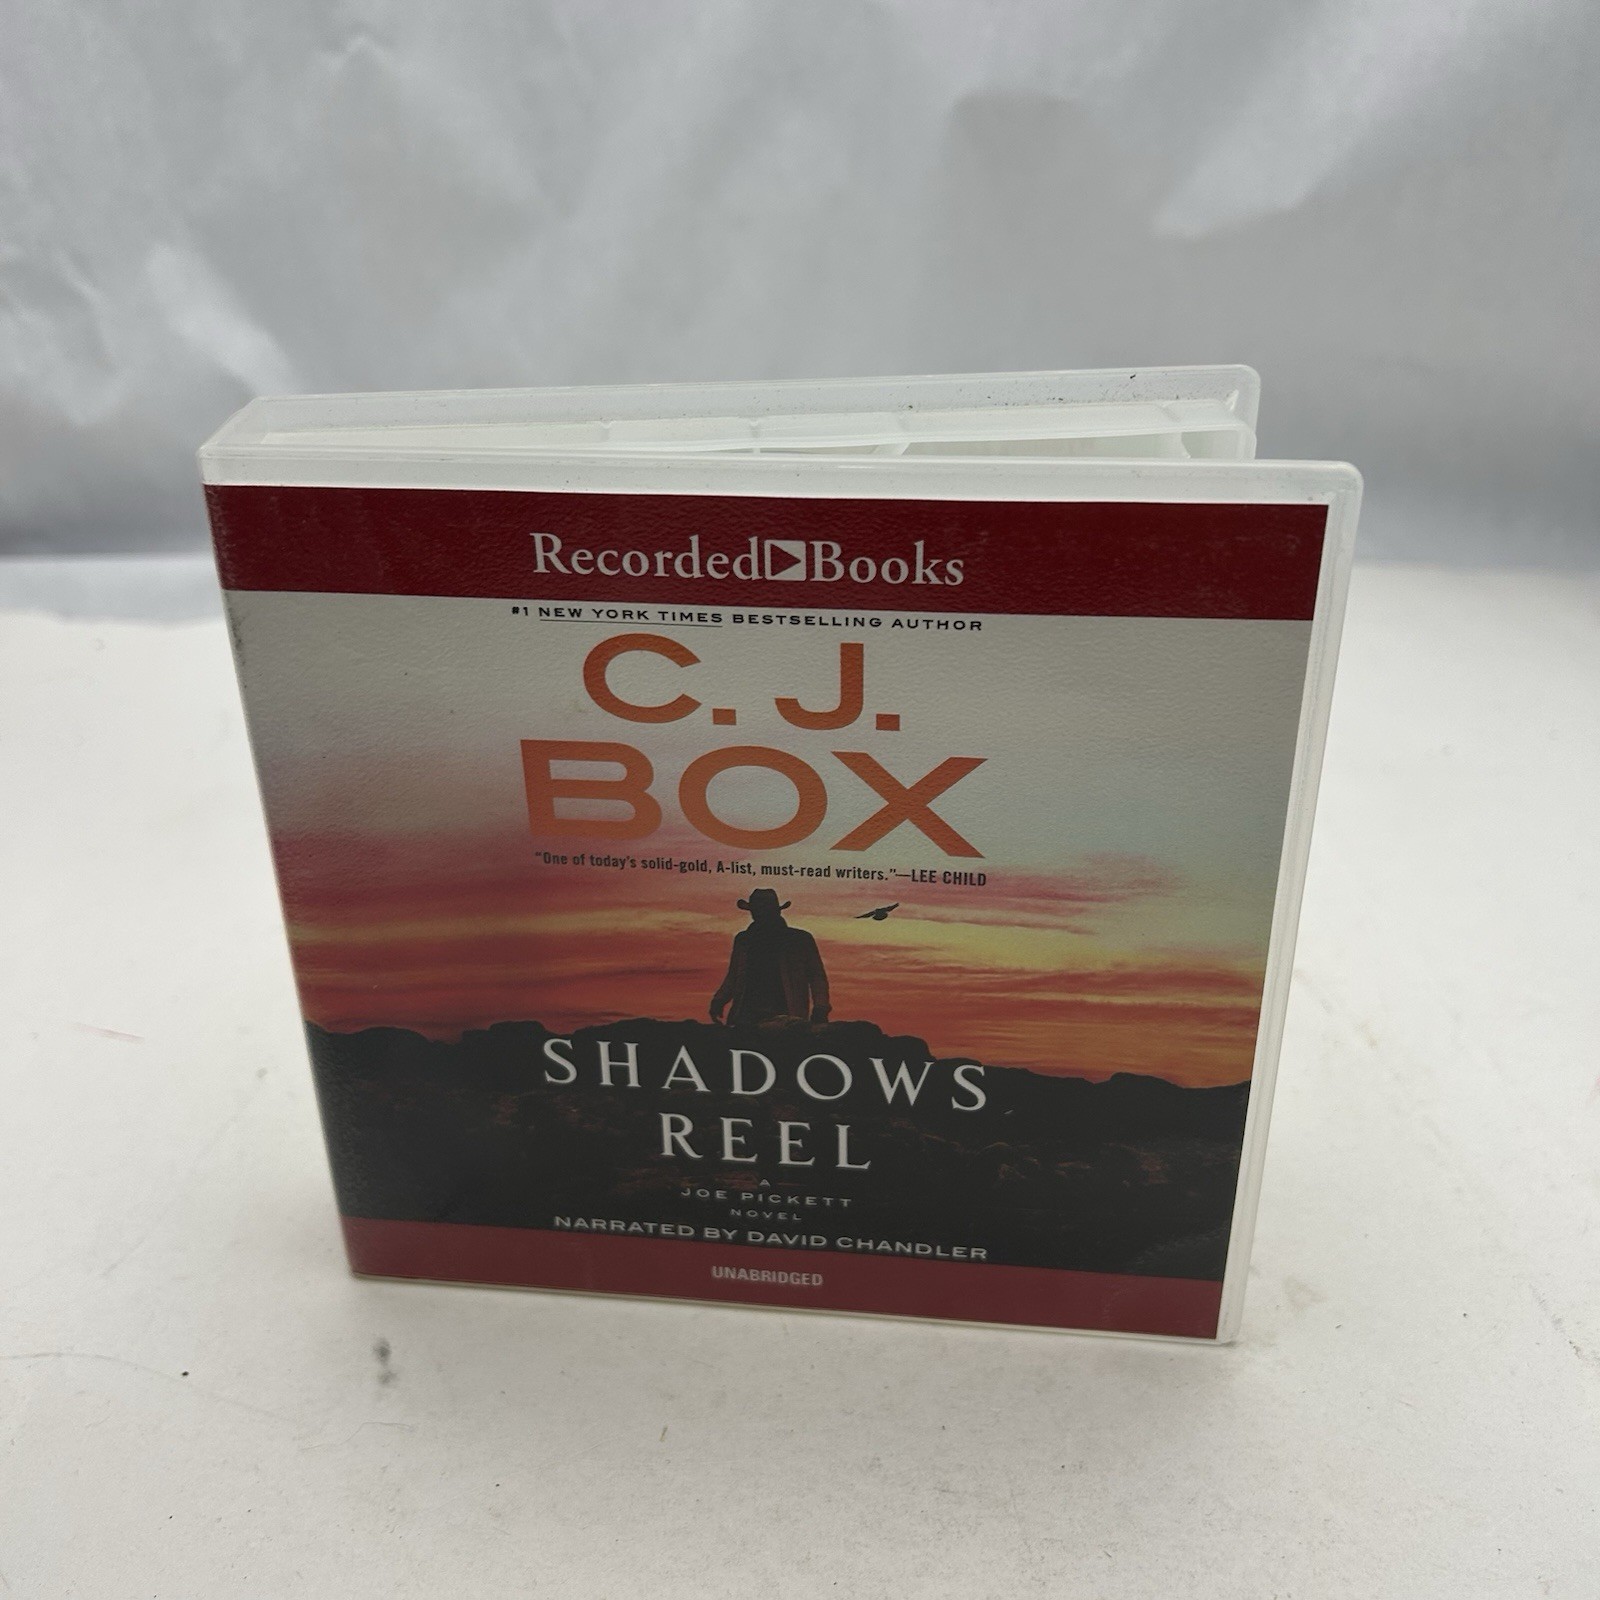 Recorded Books
#1 NEW YORK TIMES BESTSELLING AUTHOR
C. J.
BOX
"One of today's solid-gold, A-list, must-read writers."—LEE CHILD
SHADOWS
REEL
A
JOE PICKETT
NOVEL
NARRATED BY DAVID CHANDLER
UNABRIDGED